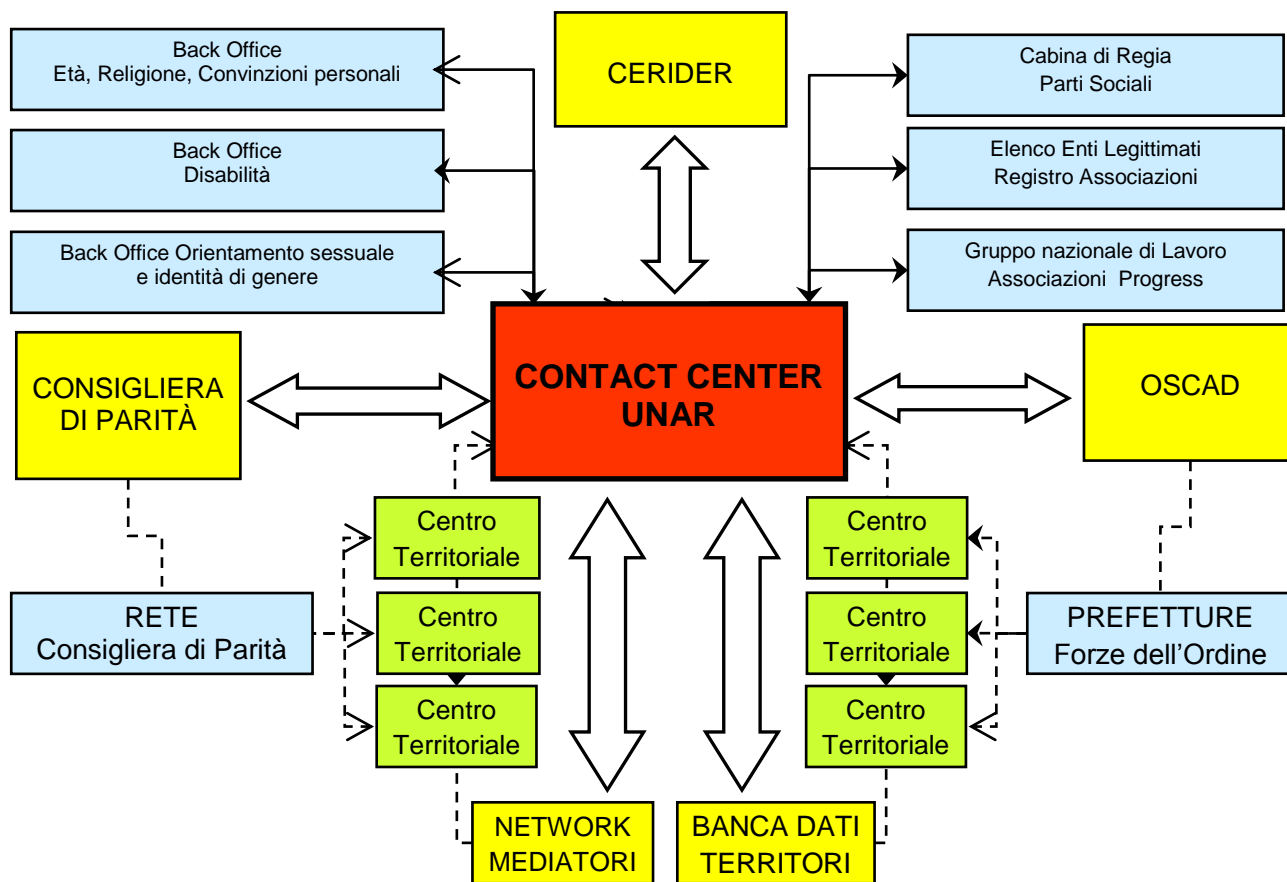 Back Office
Età, Religione, Convinzioni personali
CERIDER
Cabina di Regia
Parti Sociali
Back Office
Disabilità
Elenco Enti Legittimati
Registro Associazioni
Back Office Orientamento sessuale
e identità di genere
Gruppo nazionale di Lavoro
Associazioni Progress
CONSIGLIERA
DI PARITÀ
CONTACT CENTER
UNAR
OSCAD
Centro
Territoriale
Centro
Territoriale
RETE
Consigliera di Parità
Centro
Territoriale
Centro
Territoriale
PREFETTURE
Forze dell’Ordine
Centro
Territoriale
Centro
Territoriale
NETWORK
MEDIATORI
BANCA DATI
TERRITORI